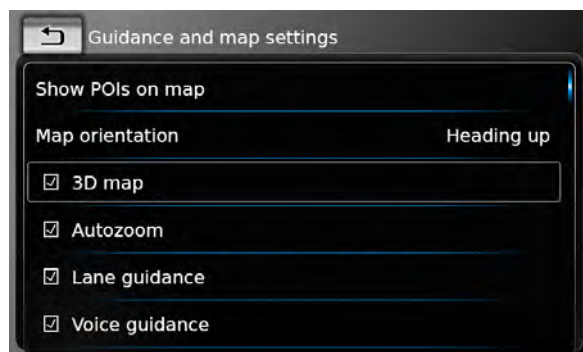 Guidance and map settings
Show POIs on map
Map orientation Heading up
3D map
Autozoom
Lane guidance
Voice guidance